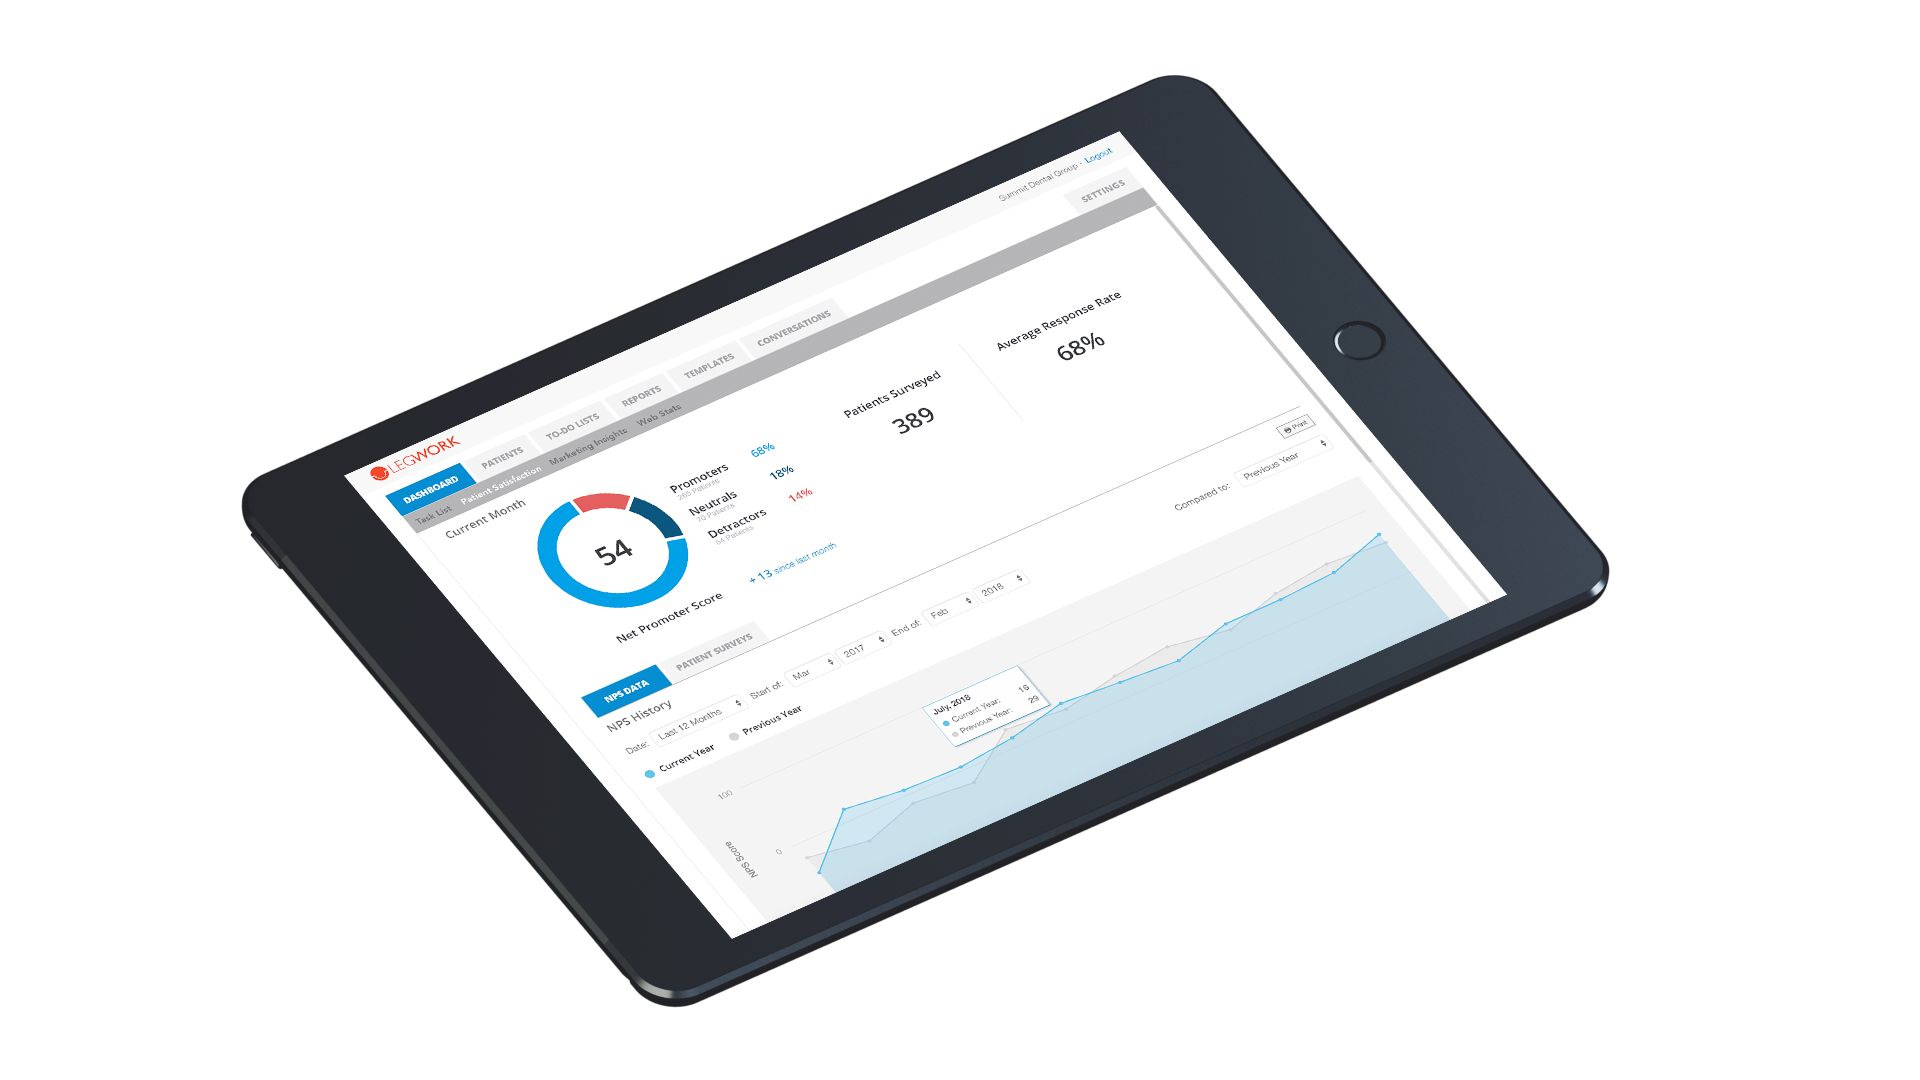 Summit Dental Group - Logout
LEGWORK
DASHBOARD PATIENTS TO-DO LISTS REPORTS TEMPLATES CONVERSATIONS SETTINGS
Task List Patient Satisfaction Marketing Insights Web Stats
Current Month
54
Net Promoter Score
+ 13 since last month
Promoters 68%
265 Patients
Neutrals 18%
70 Patients
Detractors 14%
54 Patients
Patients Surveyed
389
Average Response Rate
68%
Print
NPS DATA PATIENT SURVEYS
NPS History
Date: Last 12 Months Start of: Mar 2017 End of: Feb 2018 Compared to: Previous Year
Current Year Previous Year
July, 2018
Current Year: 16
Previous Year: 29
100
0
NPS Score